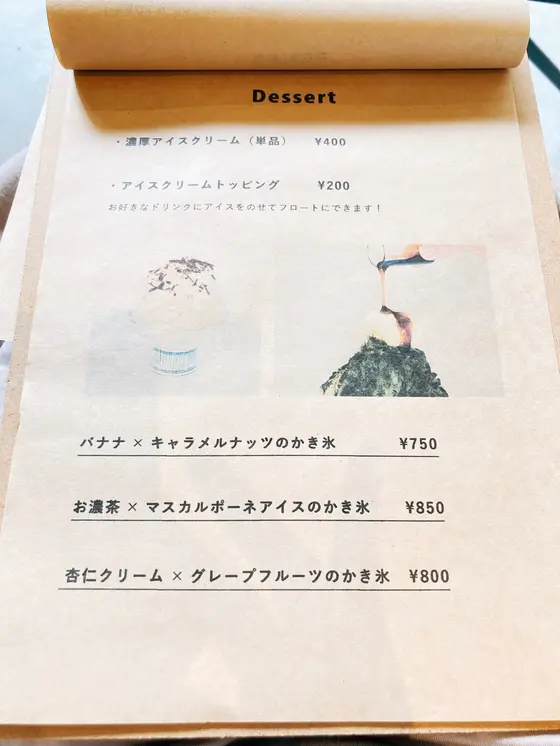 Dessert
・濃厚アイスクリーム（単品） ¥400
・アイスクリームトッピング ¥200
お好きなドリンクにアイスをのせてフロートにできます！
バナナ × キャラメルナッツのかき氷 ¥750
お濃茶 × マスカルポーネアイスのかき氷 ¥850
杏仁クリーム × グレープフルーツのかき氷 ¥800